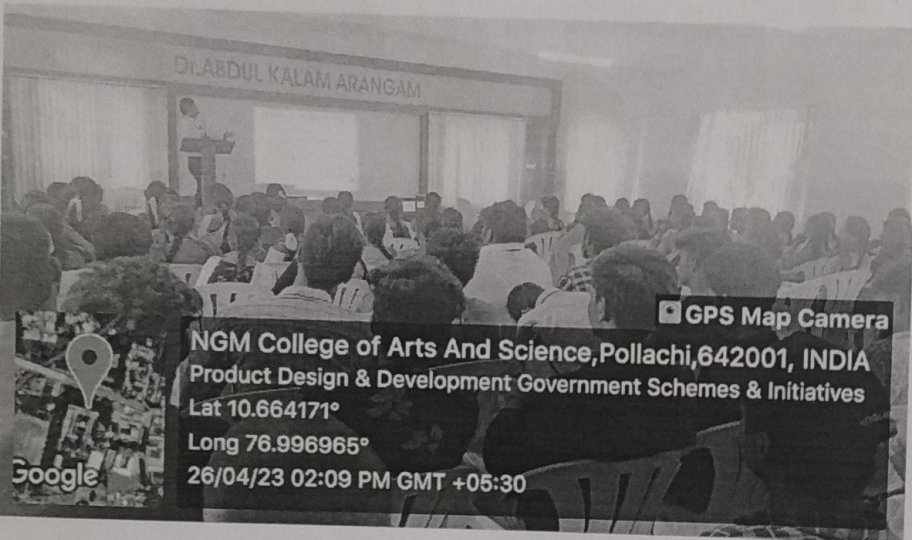 Dr.ABDUL KALAM ARANGAM
GPS Map Camera
NGM College of Arts And Science,Pollachi,642001, INDIA
Product Design & Development Government Schemes & Initiatives
Lat 10.664171°
Long 76.996965°
26/04/23 02:09 PM GMT +05:30
Google